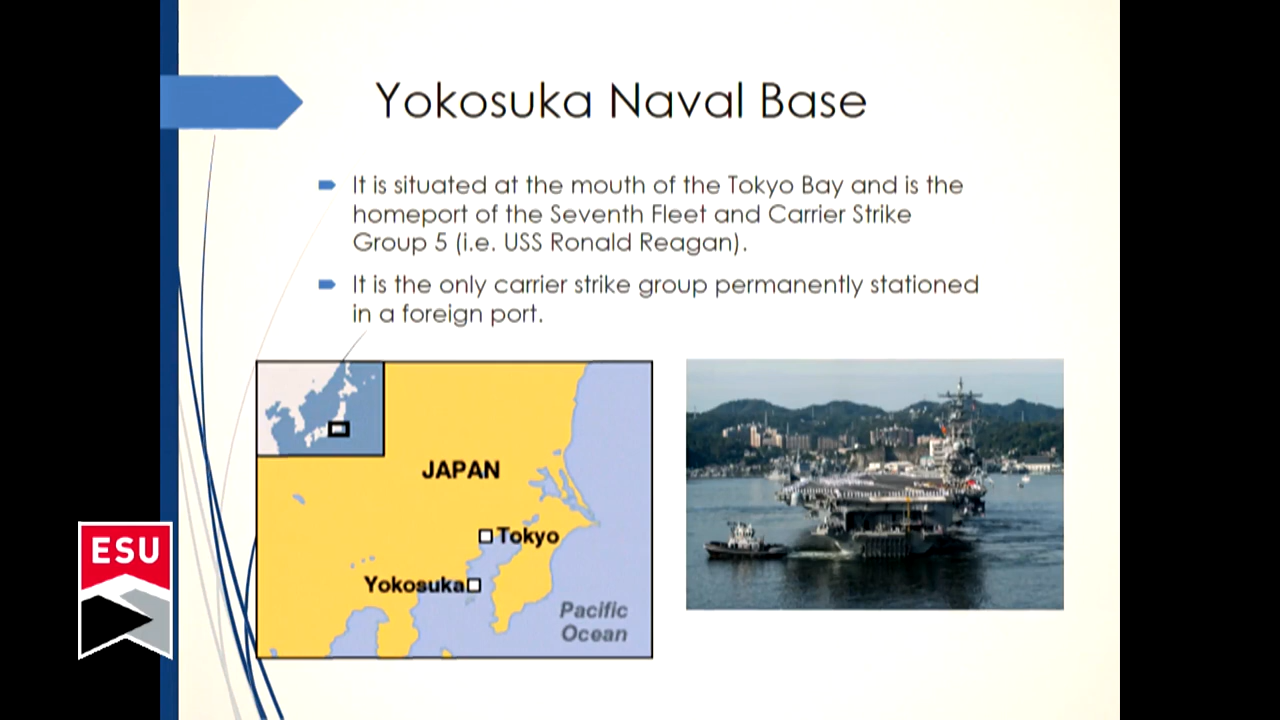 Yokosuka Naval Base
It is situated at the mouth of the Tokyo Bay and is the
homeport of the Seventh Fleet and Carrier Strike
Group 5 (i.e. USS Ronald Reagan).
It is the only carrier strike group permanently stationed
in a foreign port.
JAPAN
Tokyo
Yokosuka
Pacific
Ocean
ESU